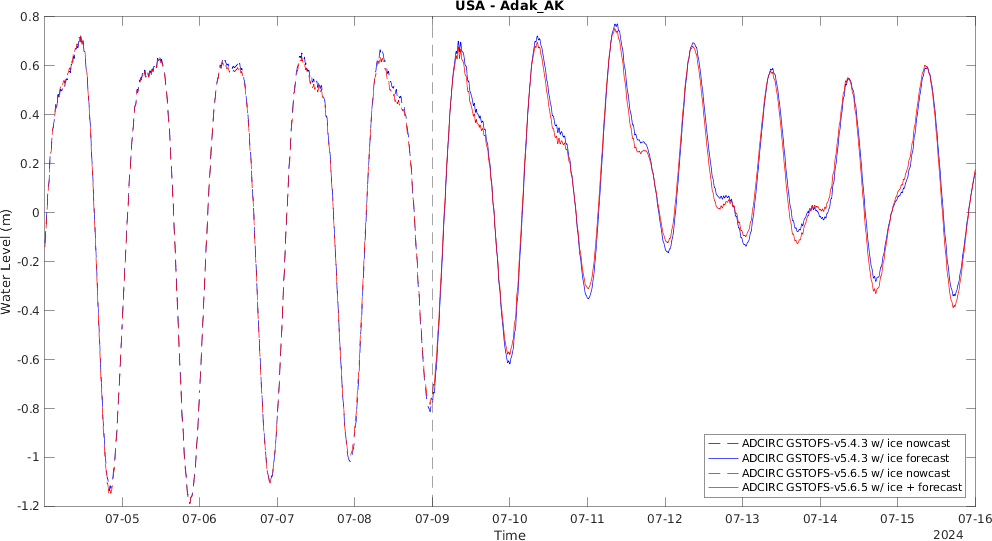 USA - Adak_AK
0.8
0.6
0.4
0.2
0
-0.2
-0.4
-0.6
-0.8
-1
-1.2
Water Level (m)
ADCIRC GSTOFS-v5.4.3 w/ ice nowcast
ADCIRC GSTOFS-v5.4.3 w/ ice forecast
ADCIRC GSTOFS-v5.6.5 w/ ice nowcast
ADCIRC GSTOFS-v5.6.5 w/ ice + forecast
07-05 07-06 07-07 07-08 07-09 07-10 07-11 07-12 07-13 07-14 07-15 07-16
Time
2024